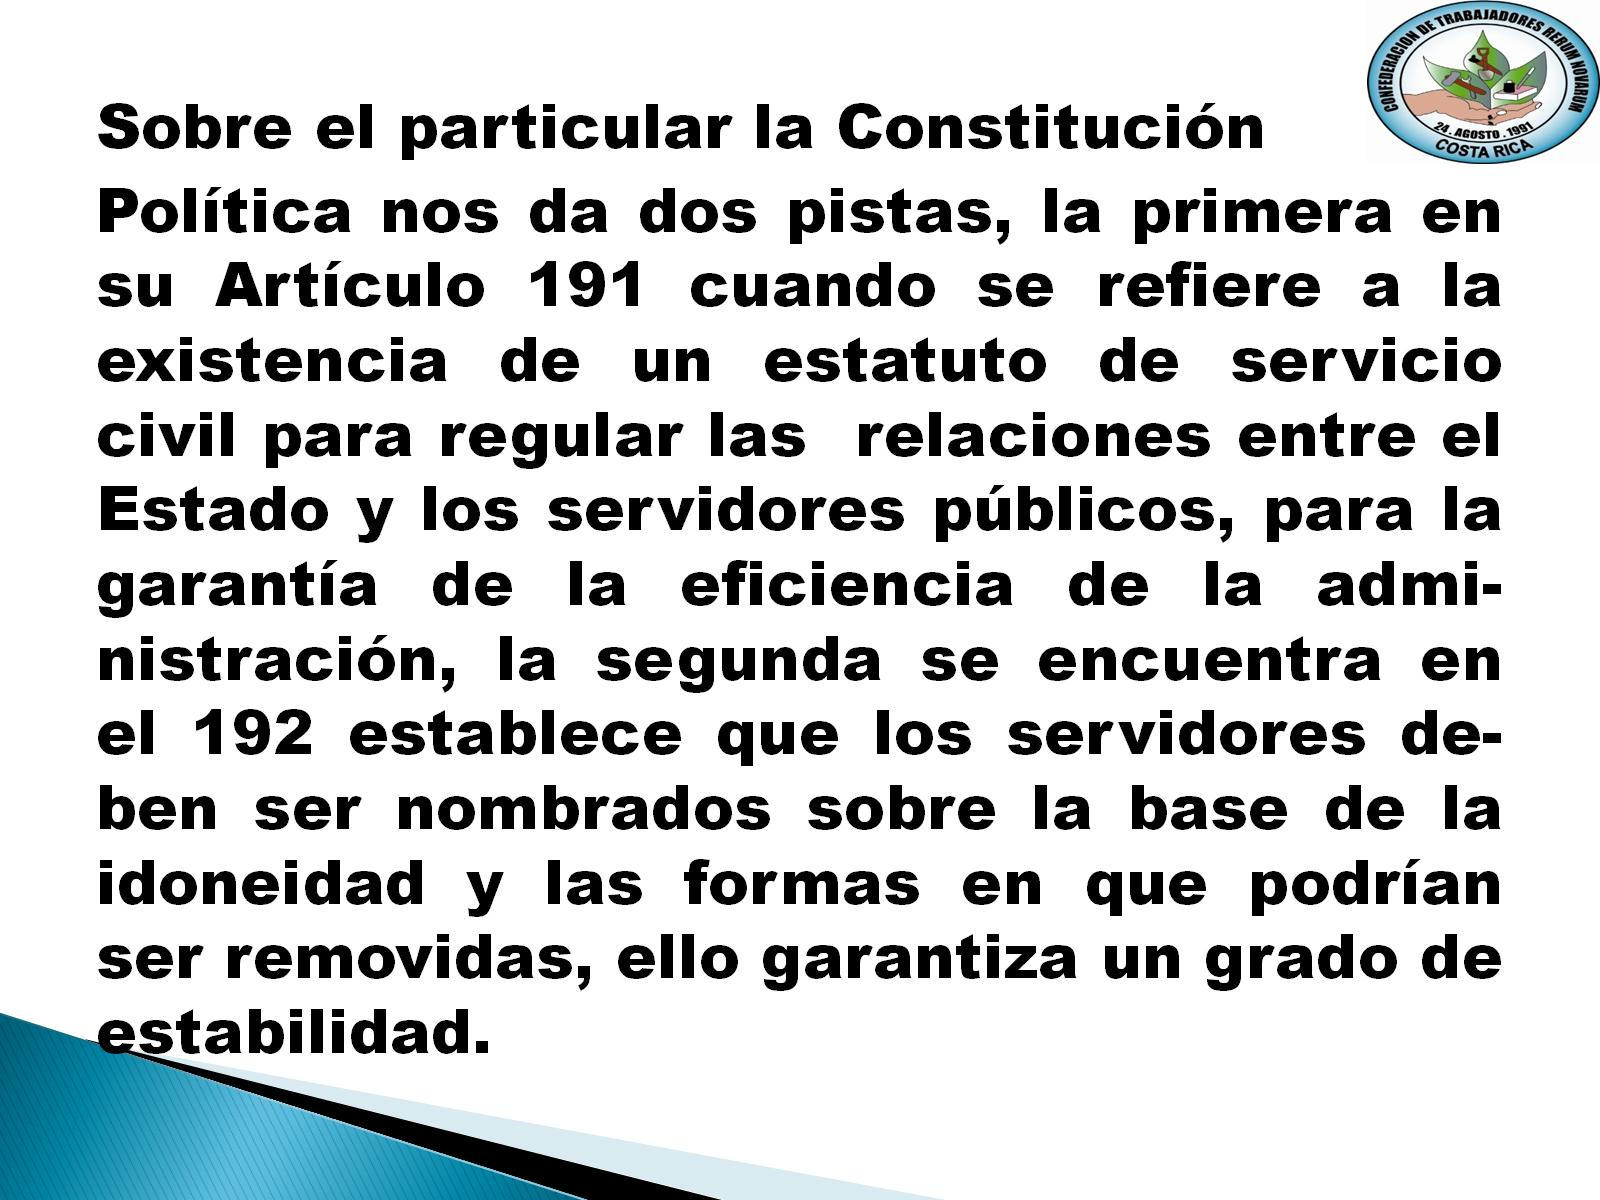 CONFEDERACION DE TRABAJADORES RERUM NOVARUM
24 . AGOSTO . 1991
COSTA RICA
Sobre el particular la Constitución
Política nos da dos pistas, la primera en
su Artículo 191 cuando se refiere a la
existencia de un estatuto de servicio
civil para regular las  relaciones entre el
Estado y los servidores públicos, para la
garantía de la eficiencia de la admi-
nistración, la segunda se encuentra en
el 192 establece que los servidores de-
ben ser nombrados sobre la base de la
idoneidad y las formas en que podrían
ser removidas, ello garantiza un grado de
estabilidad.